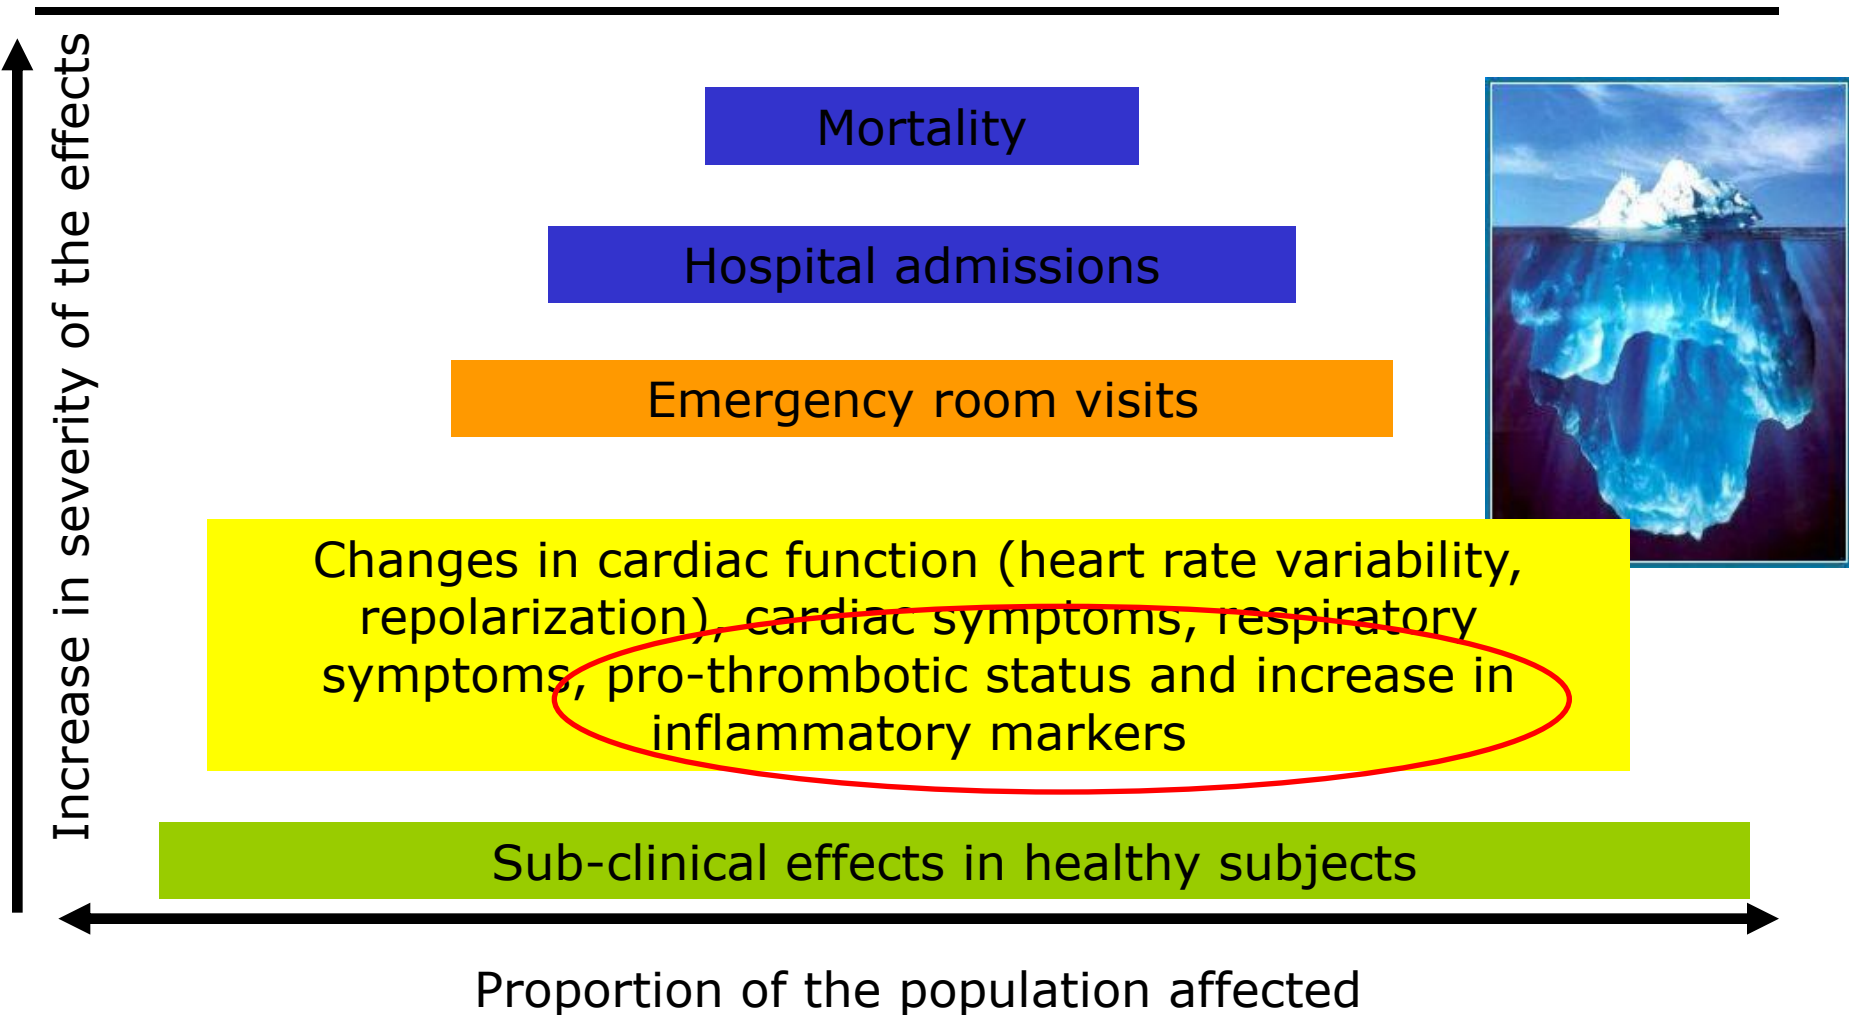 Increase in severity of the effects
Mortality
Hospital admissions
Emergency room visits
Changes in cardiac function (heart rate variability,
repolarization), cardiac symptoms, respiratory
symptoms, pro-thrombotic status and increase in
inflammatory markers
Sub-clinical effects in healthy subjects
Proportion of the population affected